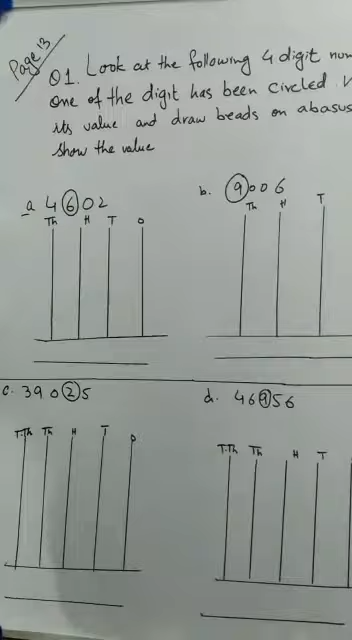 Page 13
Q1. Look at the following 4 digit num
One of the digit has been circled. W
its value and draw beads on abasus
show the value
a 4602
Th H T O
b. 9006
Th H T
c. 39025
T.Th Th H T O
d. 46956
T.Th Th H T